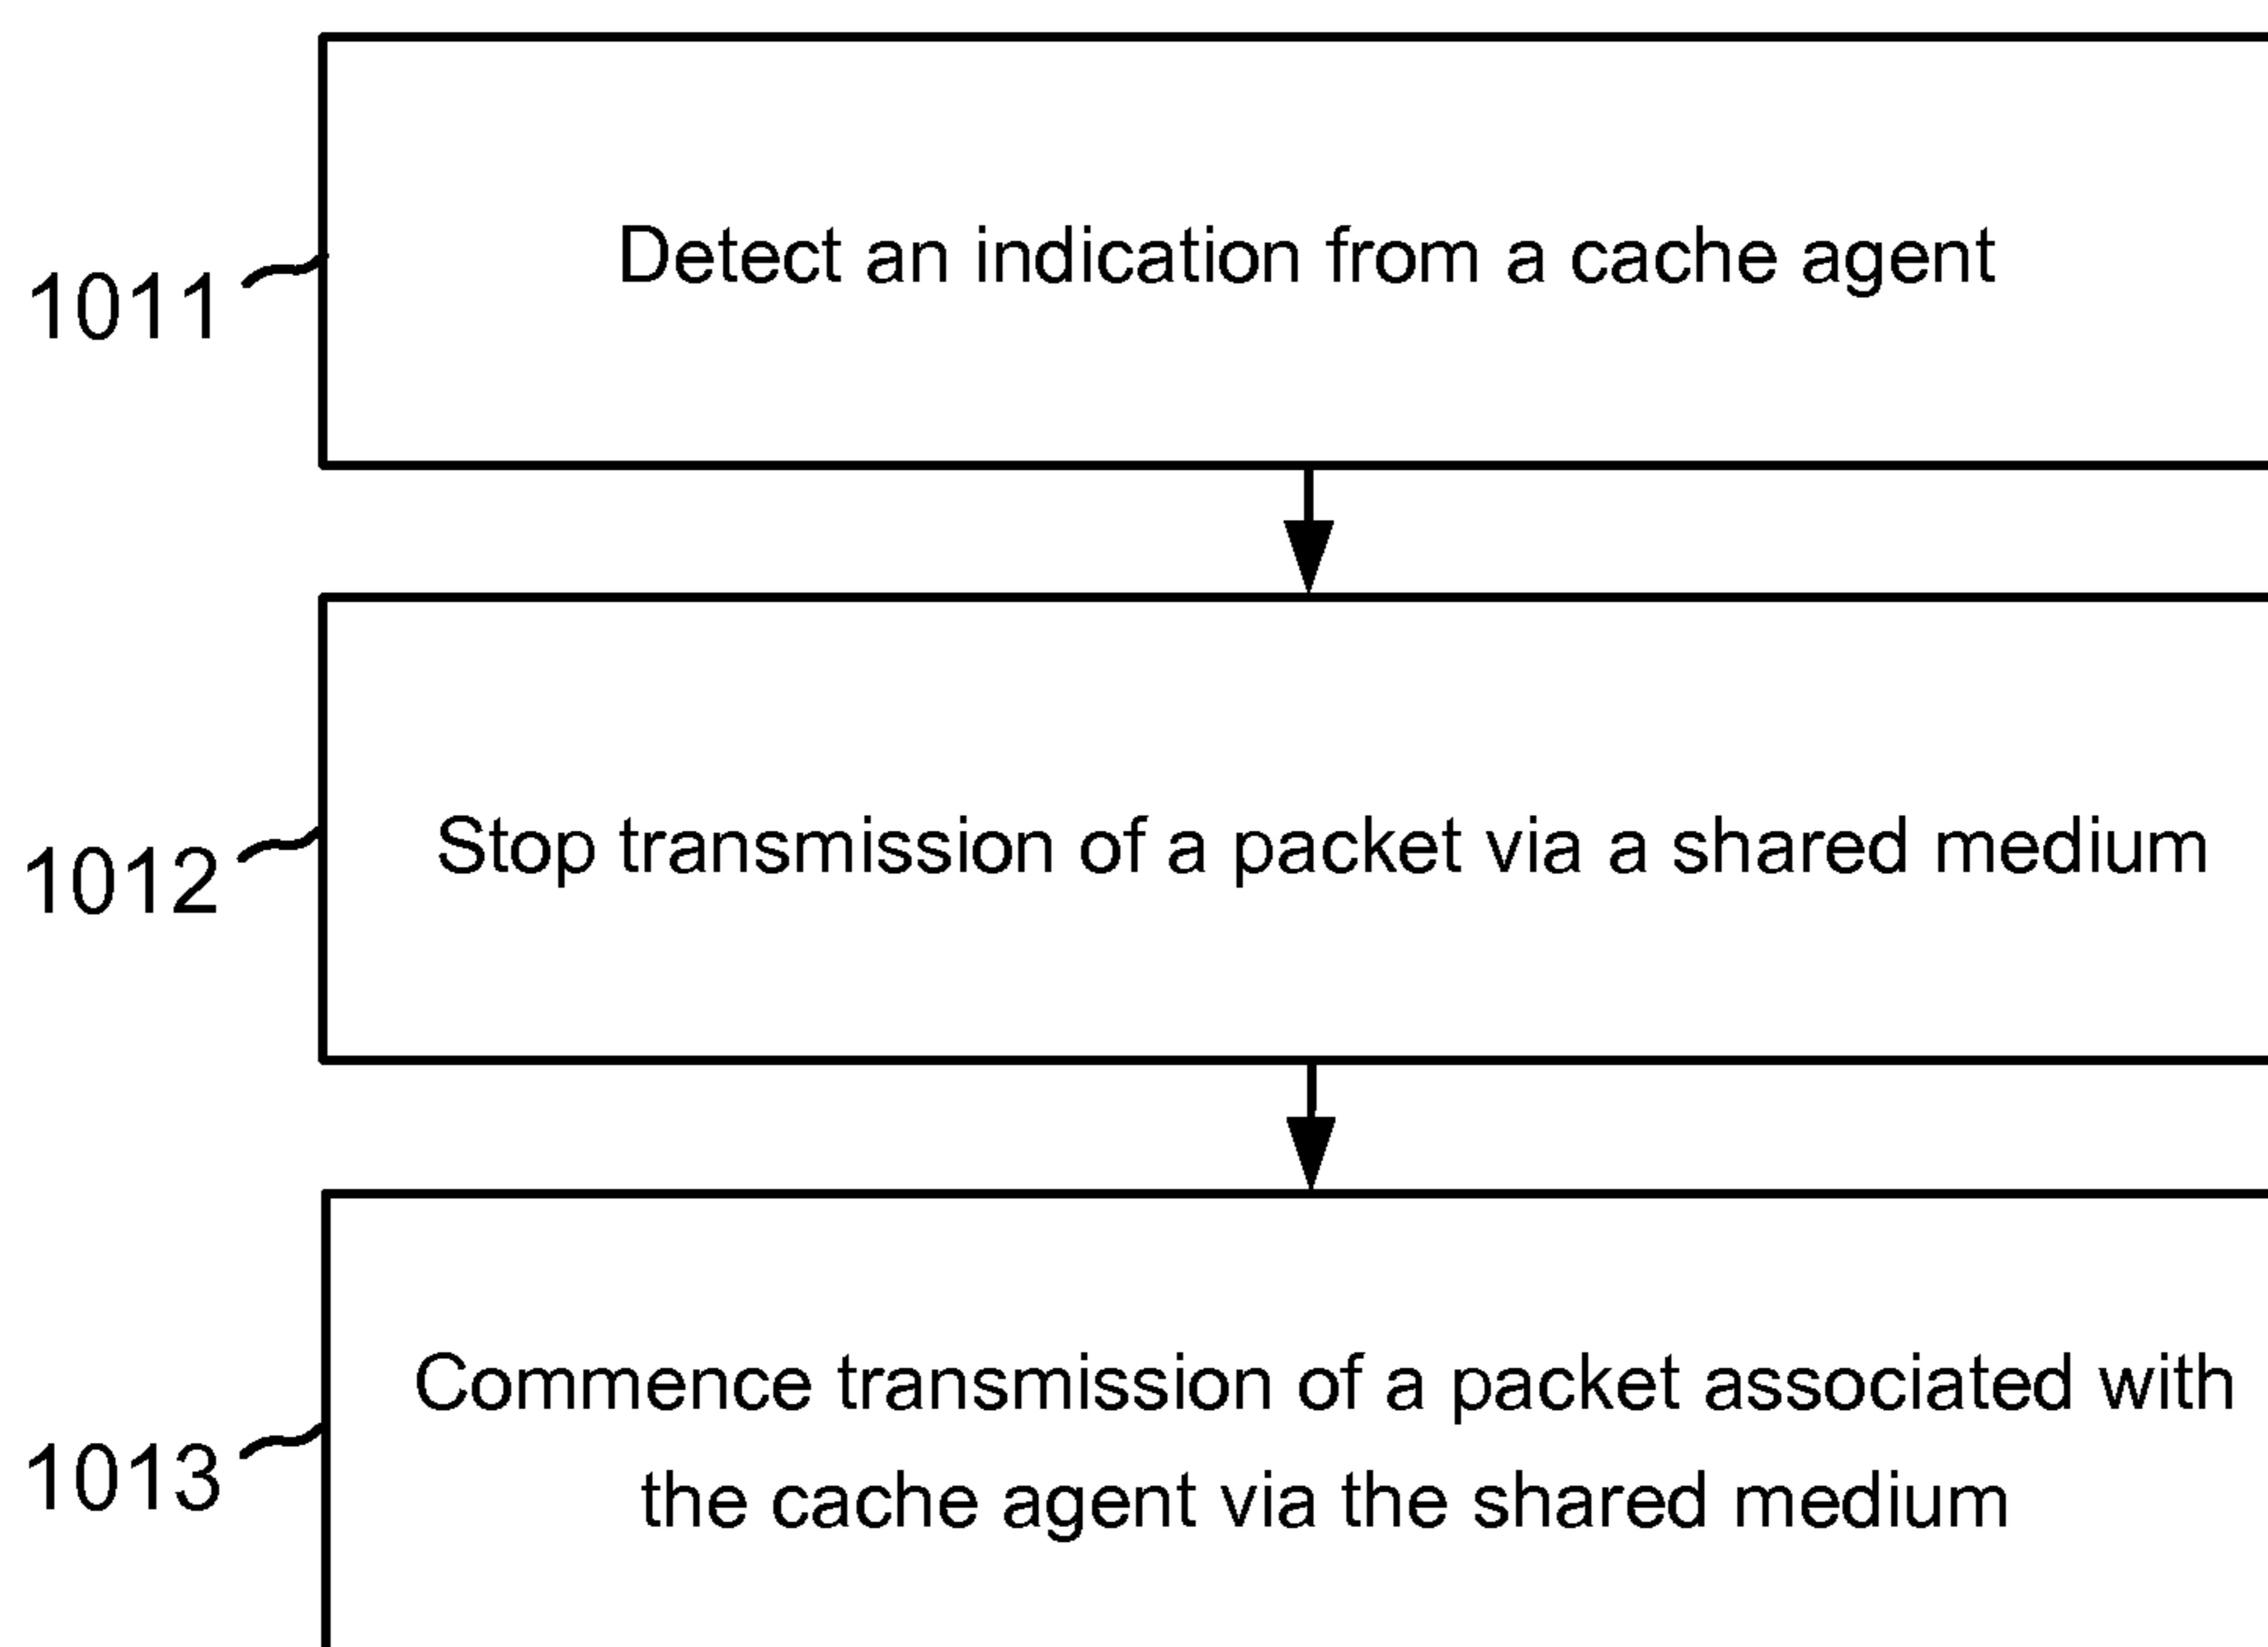 Detect an indication from a cache agent
1011
Stop transmission of a packet via a shared medium
1012
Commence transmission of a packet associated with
the cache agent via the shared medium
1013